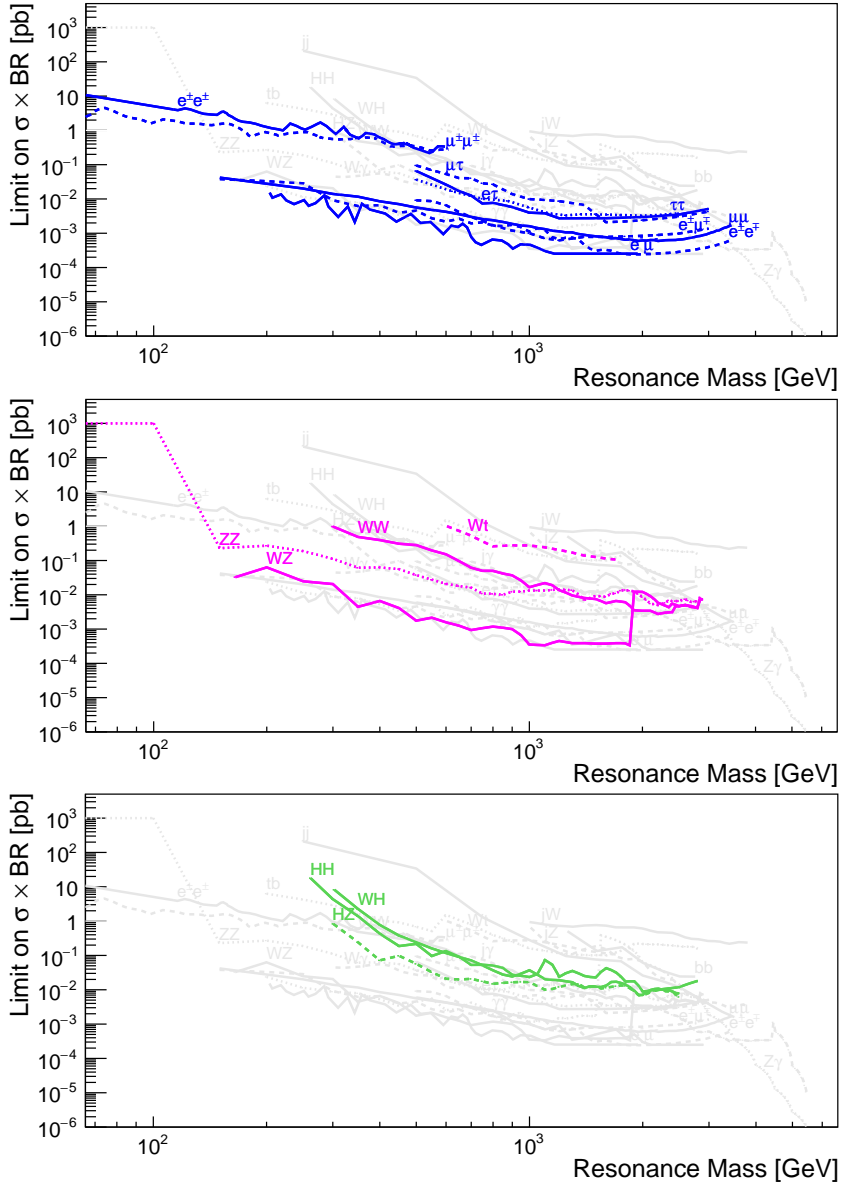 Limit on σ × BR [pb]
10³
10²
10
1
10⁻¹
10⁻²
10⁻³
10⁻⁴
10⁻⁵
10⁻⁶
jj
HH
tb
WH
e±e±
jW
jZ
μ±μ±
WZ
μτ
bb
eτ
ττ
e±μ∓
μμ
e±e∓
eμ
Zγ
10²
10³
Resonance Mass [GeV]
Limit on σ × BR [pb]
10³
10²
10
1
10⁻¹
10⁻²
10⁻³
10⁻⁴
10⁻⁵
10⁻⁶
jj
HH
tb
WH
WW
Wt
jW
jZ
ZZ
WZ
bb
μμ
e±e∓
Zγ
10²
10³
Resonance Mass [GeV]
Limit on σ × BR [pb]
10³
10²
10
1
10⁻¹
10⁻²
10⁻³
10⁻⁴
10⁻⁵
10⁻⁶
jj
HH
tb
e±e±
WH
HZ
jW
jZ
ZZ
WZ
bb
μμ
e±e∓
Zγ
10²
10³
Resonance Mass [GeV]